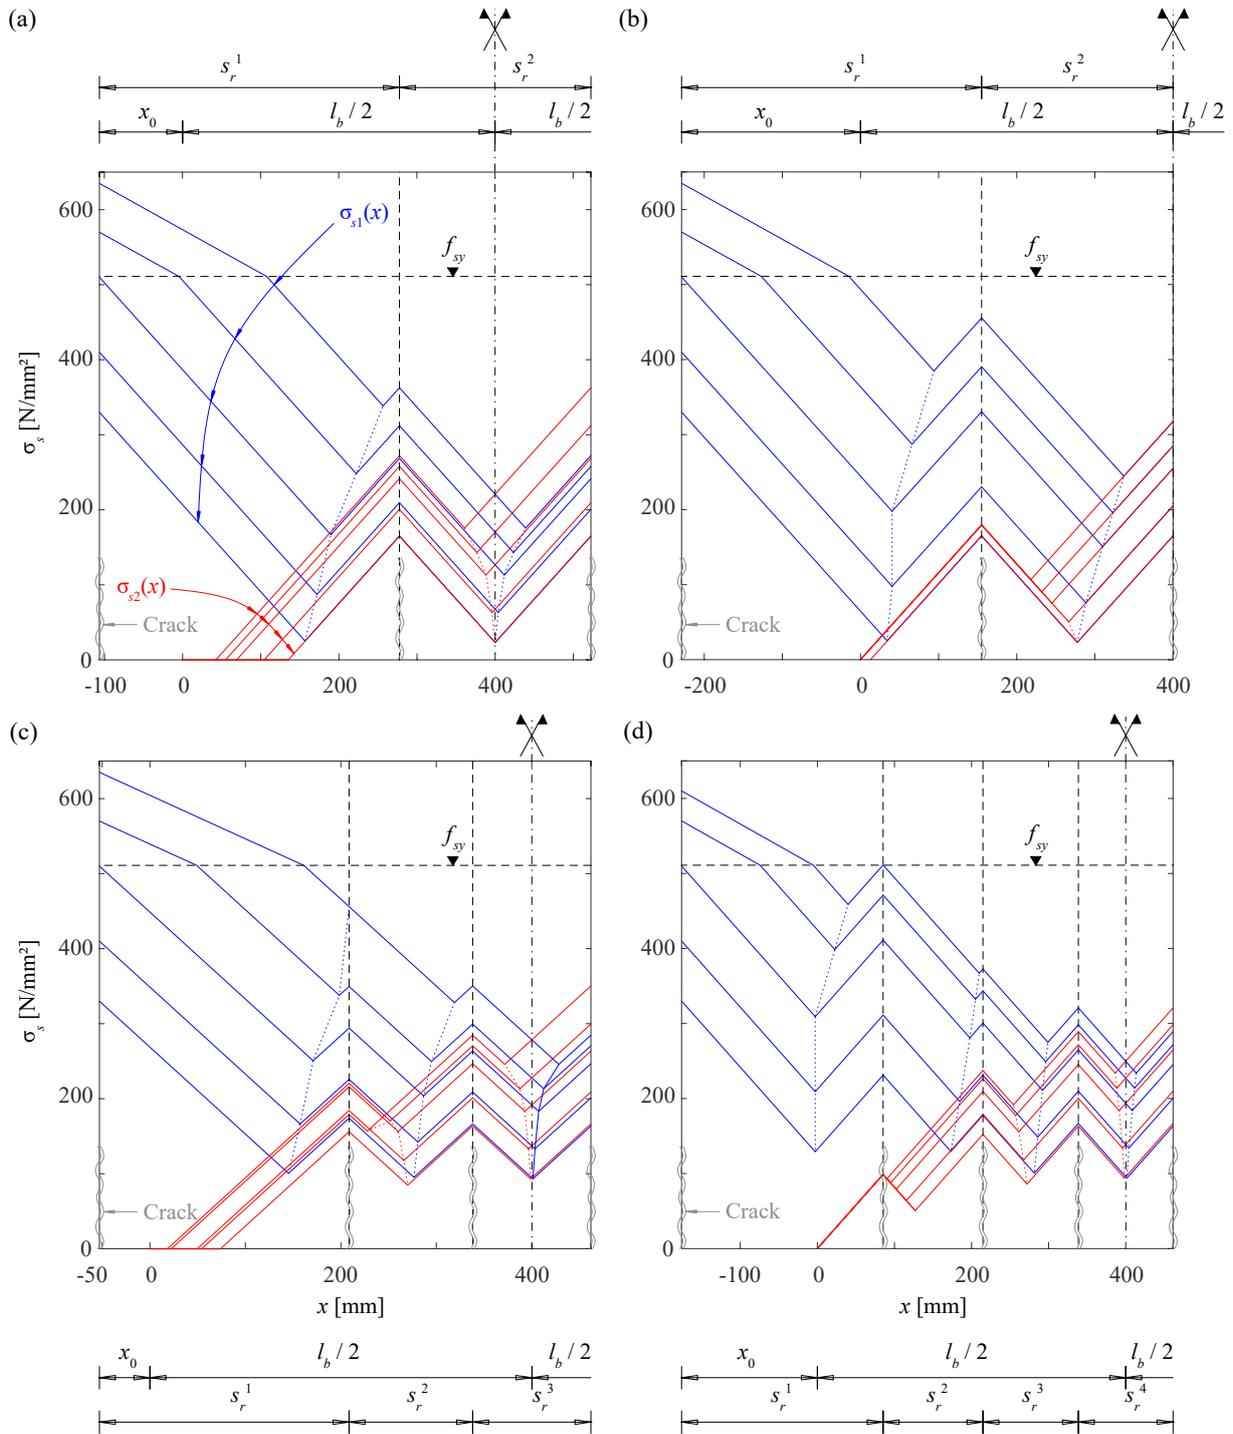 (a)
s_r^1
s_r^2
x_0
l_b / 2
l_b / 2
600
400
200
0
σ_s [N/mm²]
σ_s1(x)
f_sy
σ_s2(x)
Crack
-100
0
200
400
(b)
s_r^1
s_r^2
x_0
l_b / 2
l_b / 2
600
400
200
0
f_sy
Crack
-200
0
200
400
(c)
600
400
200
0
σ_s [N/mm²]
f_sy
Crack
-50
0
200
400
x [mm]
x_0
l_b / 2
l_b / 2
s_r^1
s_r^2
s_r^3
(d)
600
400
200
0
f_sy
Crack
-100
0
200
400
x [mm]
x_0
l_b / 2
l_b / 2
s_r^1
s_r^2
s_r^3
s_r^4